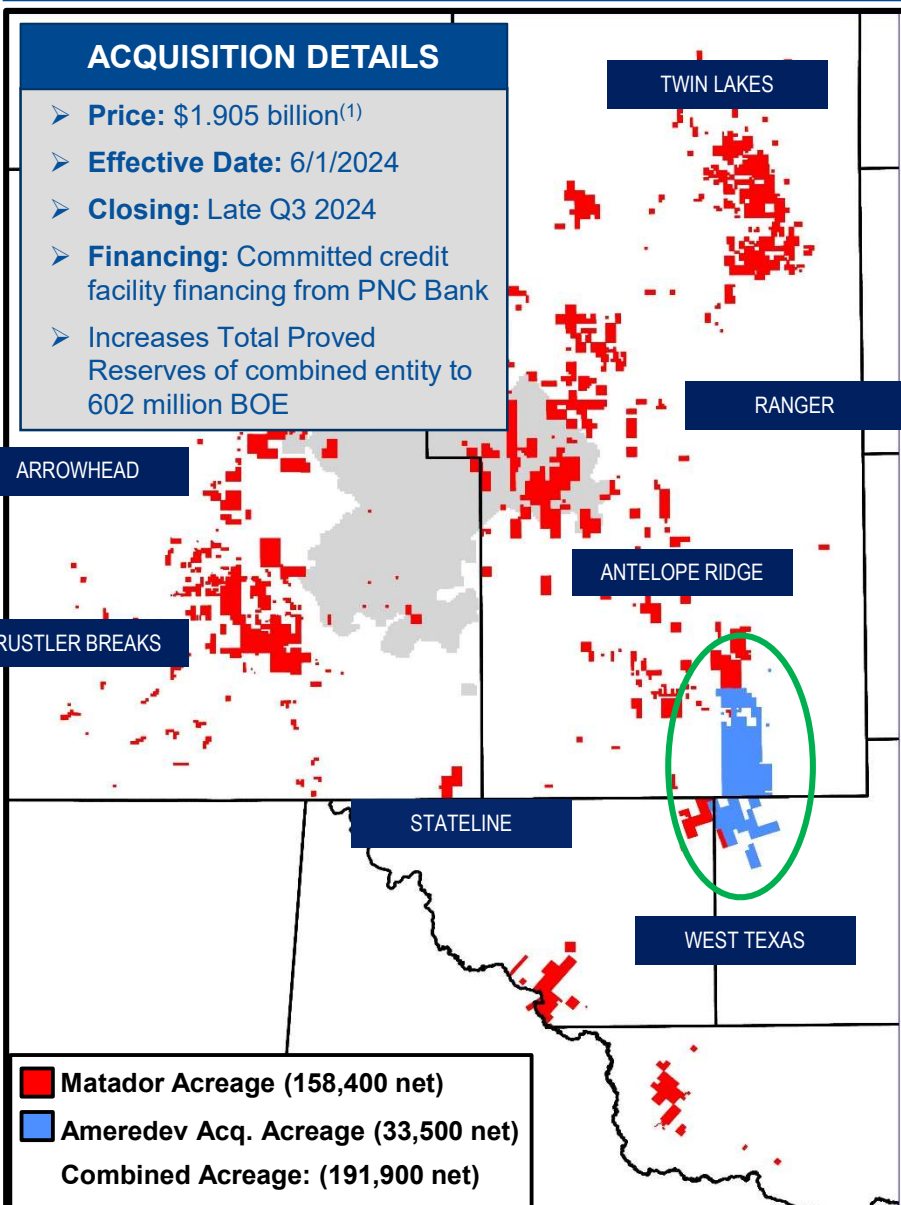 ACQUISITION DETAILS
➢ Price: $1.905 billion(1)
➢ Effective Date: 6/1/2024
➢ Closing: Late Q3 2024
➢ Financing: Committed credit
facility financing from PNC Bank
➢ Increases Total Proved
Reserves of combined entity to
602 million BOE
TWIN LAKES
RANGER
ARROWHEAD
ANTELOPE RIDGE
RUSTLER BREAKS
STATELINE
WEST TEXAS
Matador Acreage (158,400 net)
Ameredev Acq. Acreage (33,500 net)
Combined Acreage: (191,900 net)